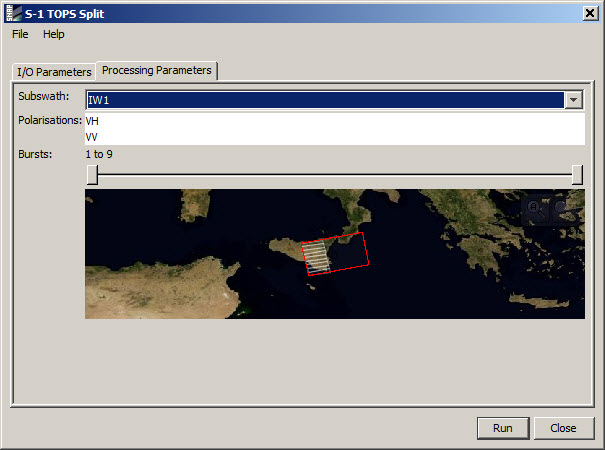 SNAP
S-1 TOPS Split
File Help
I/O Parameters Processing Parameters
Subswath: IW1
Polarisations: VH
VV
Bursts: 1 to 9
Run Close